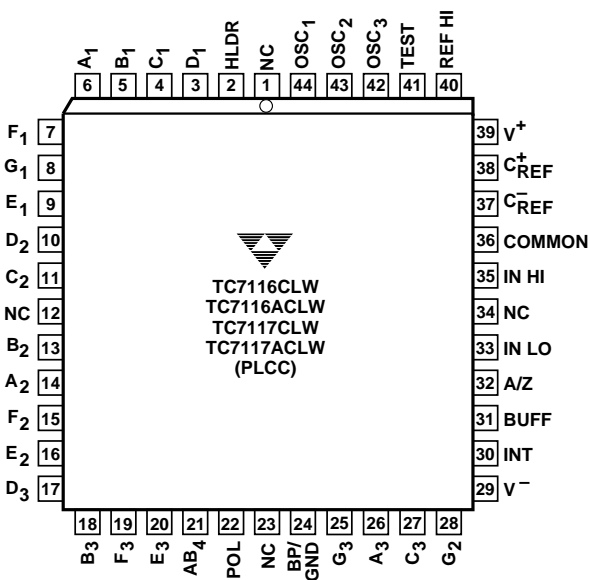 A1 B1 C1 D1 HLDR NC OSC1 OSC2 OSC3 TEST REF HI
6 5 4 3 2 1 44 43 42 41 40
F1 7
G1 8
E1 9
D2 10
C2 11
NC 12
B2 13
A2 14
F2 15
E2 16
D3 17
TC7116CLW
TC7116ACLW
TC7117CLW
TC7117ACLW
(PLCC)
39 V+
38 C+REF
37 C–REF
36 COMMON
35 IN HI
34 NC
33 IN LO
32 A/Z
31 BUFF
30 INT
29 V–
18 19 20 21 22 23 24 25 26 27 28
B3 F3 E3 AB4 POL NC BP/GND G3 A3 C3 G2